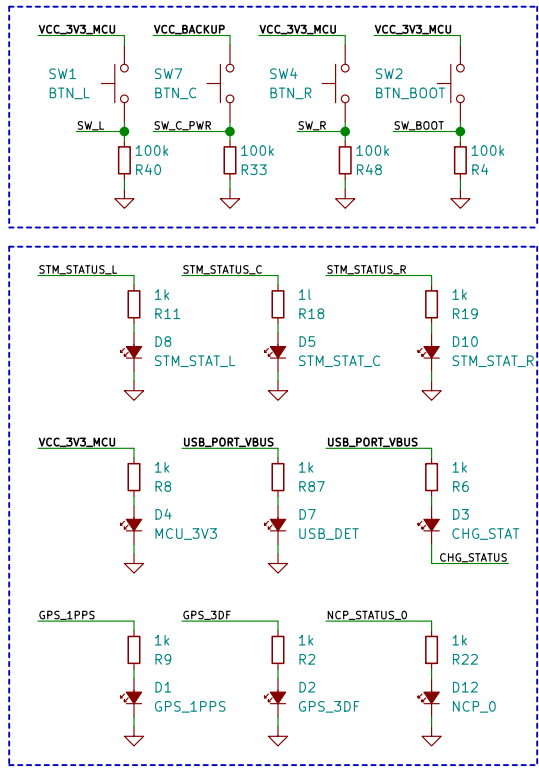 VCC_3V3_MCU VCC_BACKUP VCC_3V3_MCU VCC_3V3_MCU
SW1 SW7 SW4 SW2
BTN_L BTN_C BTN_R BTN_BOOT
SW_L SW_C_PWR SW_R SW_BOOT
100k 100k 100k 100k
R40 R33 R48 R4
STM_STATUS_L STM_STATUS_C STM_STATUS_R
1k 1l 1k
R11 R18 R19
D8 D5 D10
STM_STAT_L STM_STAT_C STM_STAT_R
VCC_3V3_MCU USB_PORT_VBUS USB_PORT_VBUS
1k 1k 1k
R8 R87 R6
D4 D7 D3
MCU_3V3 USB_DET CHG_STAT
CHG_STATUS
GPS_1PPS GPS_3DF NCP_STATUS_0
1k 1k 1k
R9 R2 R22
D1 D2 D12
GPS_1PPS GPS_3DF NCP_0